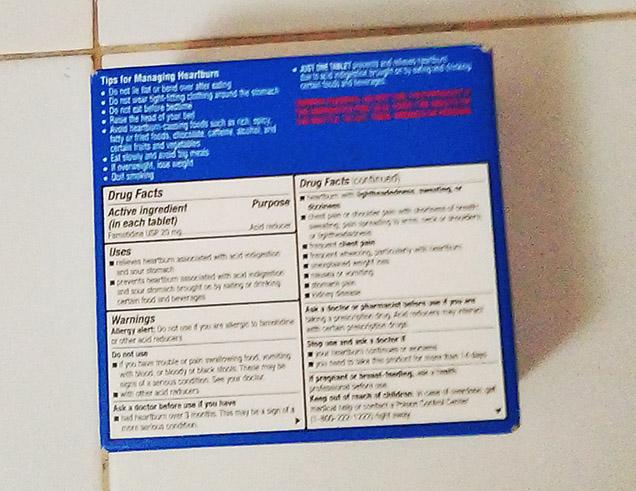 Tips for Managing Heartburn
• Do not lie flat or bend over after eating
• Do not wear tight-fitting clothing around the stomach
• Do not eat before bedtime
• Raise the head of your bed
• Avoid heartburn-causing foods such as rich, spicy,
fatty or fried foods, chocolate, caffeine, alcohol, and
certain fruits and vegetables
• Eat slowly and avoid big meals
• If overweight, lose weight
• Quit smoking
• JUST ONE TABLET prevents and relieves heartburn
due to acid indigestion brought on by eating and drinking
certain foods and beverages.
Drug Facts
Active ingredient Purpose
(in each tablet)
Famotidine USP 20 mg Acid reducer
Uses
■ relieves heartburn associated with acid indigestion
and sour stomach
■ prevents heartburn associated with acid indigestion
and sour stomach brought on by eating or drinking
certain food and beverages
Warnings
Allergy alert: Do not use if you are allergic to famotidine
or other acid reducers
Do not use
■ if you have trouble or pain swallowing food, vomiting
with blood, or bloody or black stools. These may be
signs of a serious condition. See your doctor.
■ with other acid reducers
Ask a doctor before use if you have
■ had heartburn over 3 months. This may be a sign of a
more serious condition.
Drug Facts (continued)
■ heartburn with lightheadedness, sweating, or
dizziness
■ chest pain or shoulder pain with shortness of breath;
sweating; pain spreading to arms, neck or shoulders;
or lightheadedness
■ frequent chest pain
■ frequent wheezing, particularly with heartburn
■ unexplained weight loss
■ nausea or vomiting
■ stomach pain
■ kidney disease
Ask a doctor or pharmacist before use if you are
taking a prescription drug. Acid reducers may interact
with certain prescription drugs.
Stop use and ask a doctor if
■ your heartburn continues or worsens
■ you need to take this product for more than 14 days
If pregnant or breast-feeding, ask a health
professional before use.
Keep out of reach of children. In case of overdose, get
medical help or contact a Poison Control Center
(1-800-222-1222) right away.